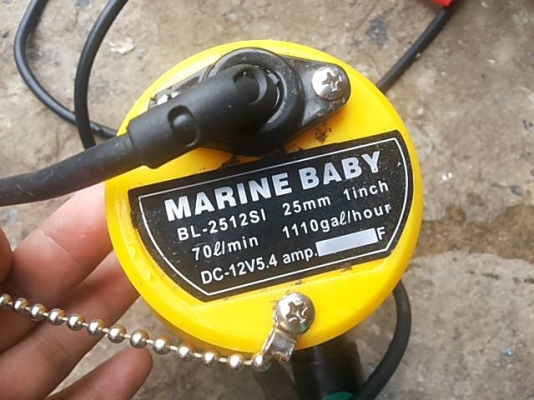 MARINE BABY
BL-2512SI 25mm 1inch
70ℓ/min 1110gaℓ/hour
DC-12V5.4 amp. F